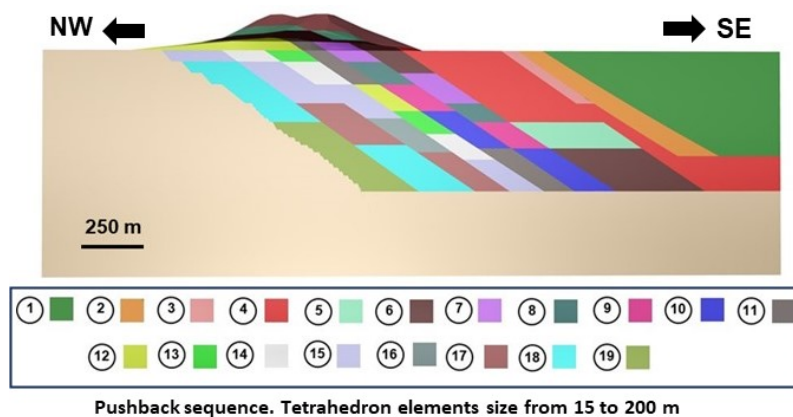 NW SE
250 m
1 2 3 4 5 6 7 8 9 10 11
12 13 14 15 16 17 18 19
Pushback sequence. Tetrahedron elements size from 15 to 200 m